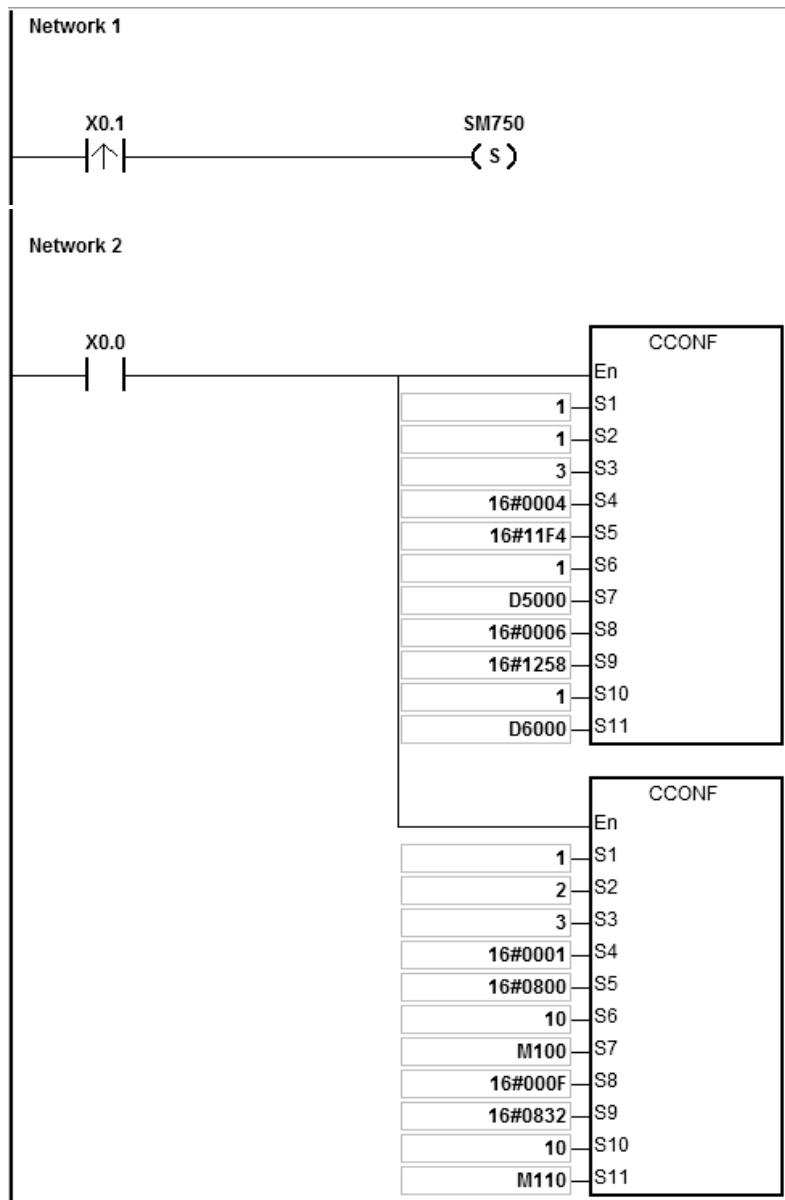 Network 1
X0.1 SM750
S
Network 2
X0.0
CCONF
En
1 S1
1 S2
3 S3
16#0004 S4
16#11F4 S5
1 S6
D5000 S7
16#0006 S8
16#1258 S9
1 S10
D6000 S11
CCONF
En
1 S1
2 S2
3 S3
16#0001 S4
16#0800 S5
10 S6
M100 S7
16#000F S8
16#0832 S9
10 S10
M110 S11